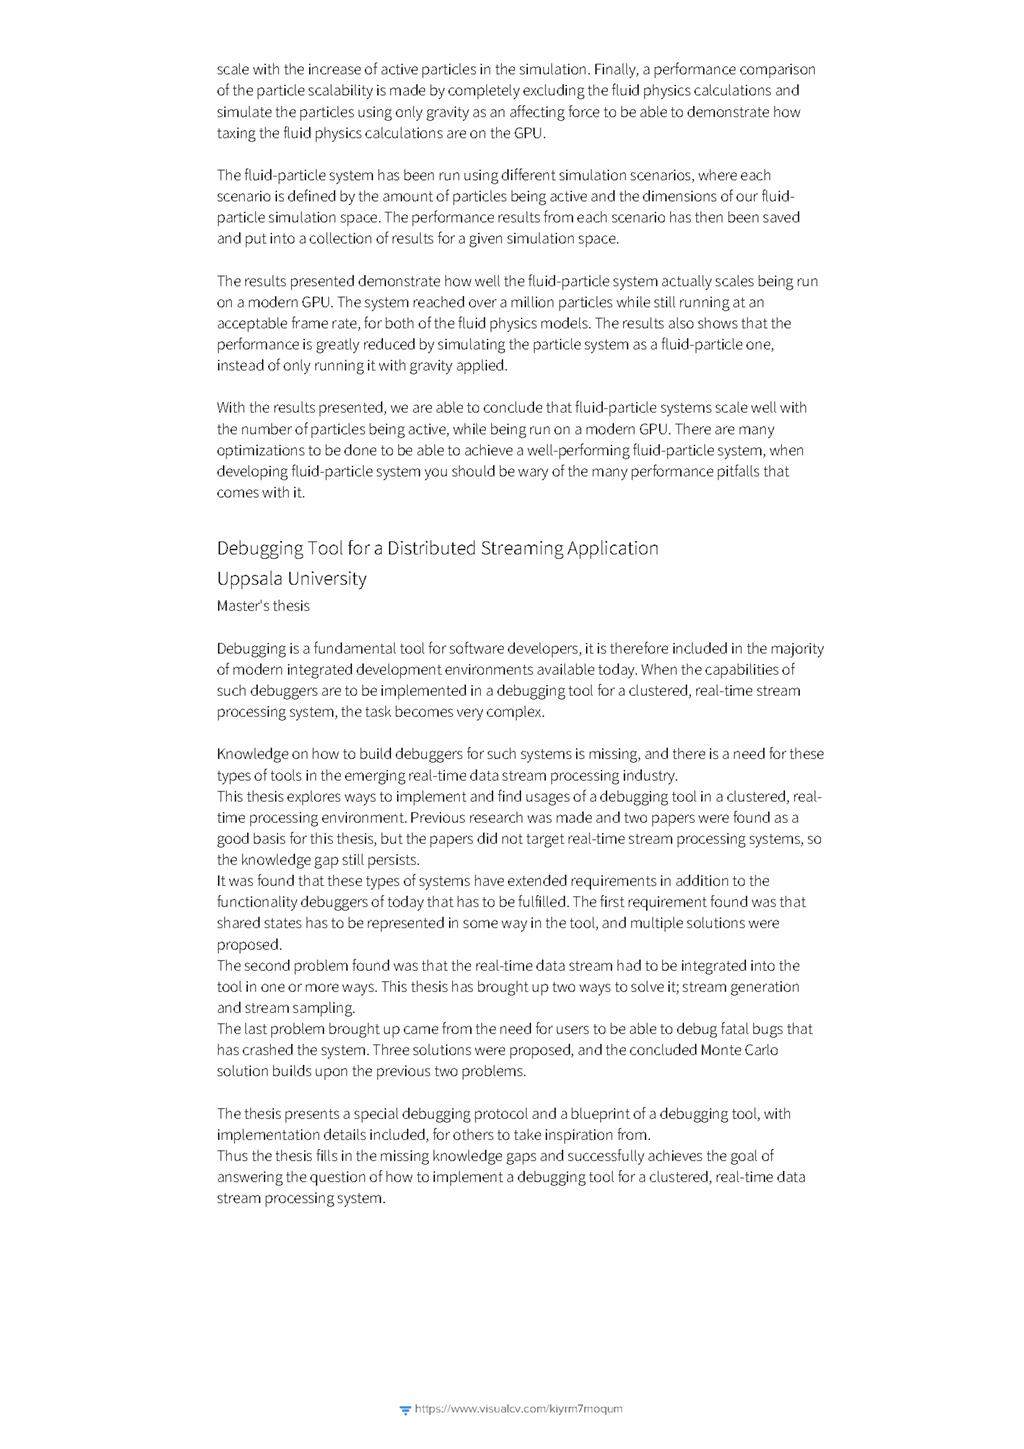 scale with the increase of active particles in the simulation. Finally, a performance comparison
of the particle scalability is made by completely excluding the fluid physics calculations and
simulate the particles using only gravity as an affecting force to be able to demonstrate how
taxing the fluid physics calculations are on the GPU.
The fluid-particle system has been run using different simulation scenarios, where each
scenario is defined by the amount of particles being active and the dimensions of our fluid-
particle simulation space. The performance results from each scenario has then been saved
and put into a collection of results for a given simulation space.
The results presented demonstrate how well the fluid-particle system actually scales being run
on a modern GPU. The system reached over a million particles while still running at an
acceptable frame rate, for both of the fluid physics models. The results also shows that the
performance is greatly reduced by simulating the particle system as a fluid-particle one,
instead of only running it with gravity applied.
With the results presented, we are able to conclude that fluid-particle systems scale well with
the number of particles being active, while being run on a modern GPU. There are many
optimizations to be done to be able to achieve a well-performing fluid-particle system, when
developing fluid-particle system you should be wary of the many performance pitfalls that
comes with it.
Debugging Tool for a Distributed Streaming Application
Uppsala University
Master's thesis
Debugging is a fundamental tool for software developers, it is therefore included in the majority
of modern integrated development environments available today. When the capabilities of
such debuggers are to be implemented in a debugging tool for a clustered, real-time stream
processing system, the task becomes very complex.
Knowledge on how to build debuggers for such systems is missing, and there is a need for these
types of tools in the emerging real-time data stream processing industry.
This thesis explores ways to implement and find usages of a debugging tool in a clustered, real-
time processing environment. Previous research was made and two papers were found as a
good basis for this thesis, but the papers did not target real-time stream processing systems, so
the knowledge gap still persists.
It was found that these types of systems have extended requirements in addition to the
functionality debuggers of today that has to be fulfilled. The first requirement found was that
shared states has to be represented in some way in the tool, and multiple solutions were
proposed.
The second problem found was that the real-time data stream had to be integrated into the
tool in one or more ways. This thesis has brought up two ways to solve it; stream generation
and stream sampling.
The last problem brought up came from the need for users to be able to debug fatal bugs that
has crashed the system. Three solutions were proposed, and the concluded Monte Carlo
solution builds upon the previous two problems.
The thesis presents a special debugging protocol and a blueprint of a debugging tool, with
implementation details included, for others to take inspiration from.
Thus the thesis fills in the missing knowledge gaps and successfully achieves the goal of
answering the question of how to implement a debugging tool for a clustered, real-time data
stream processing system.
https://www.visualcv.com/kiyrm7moqum